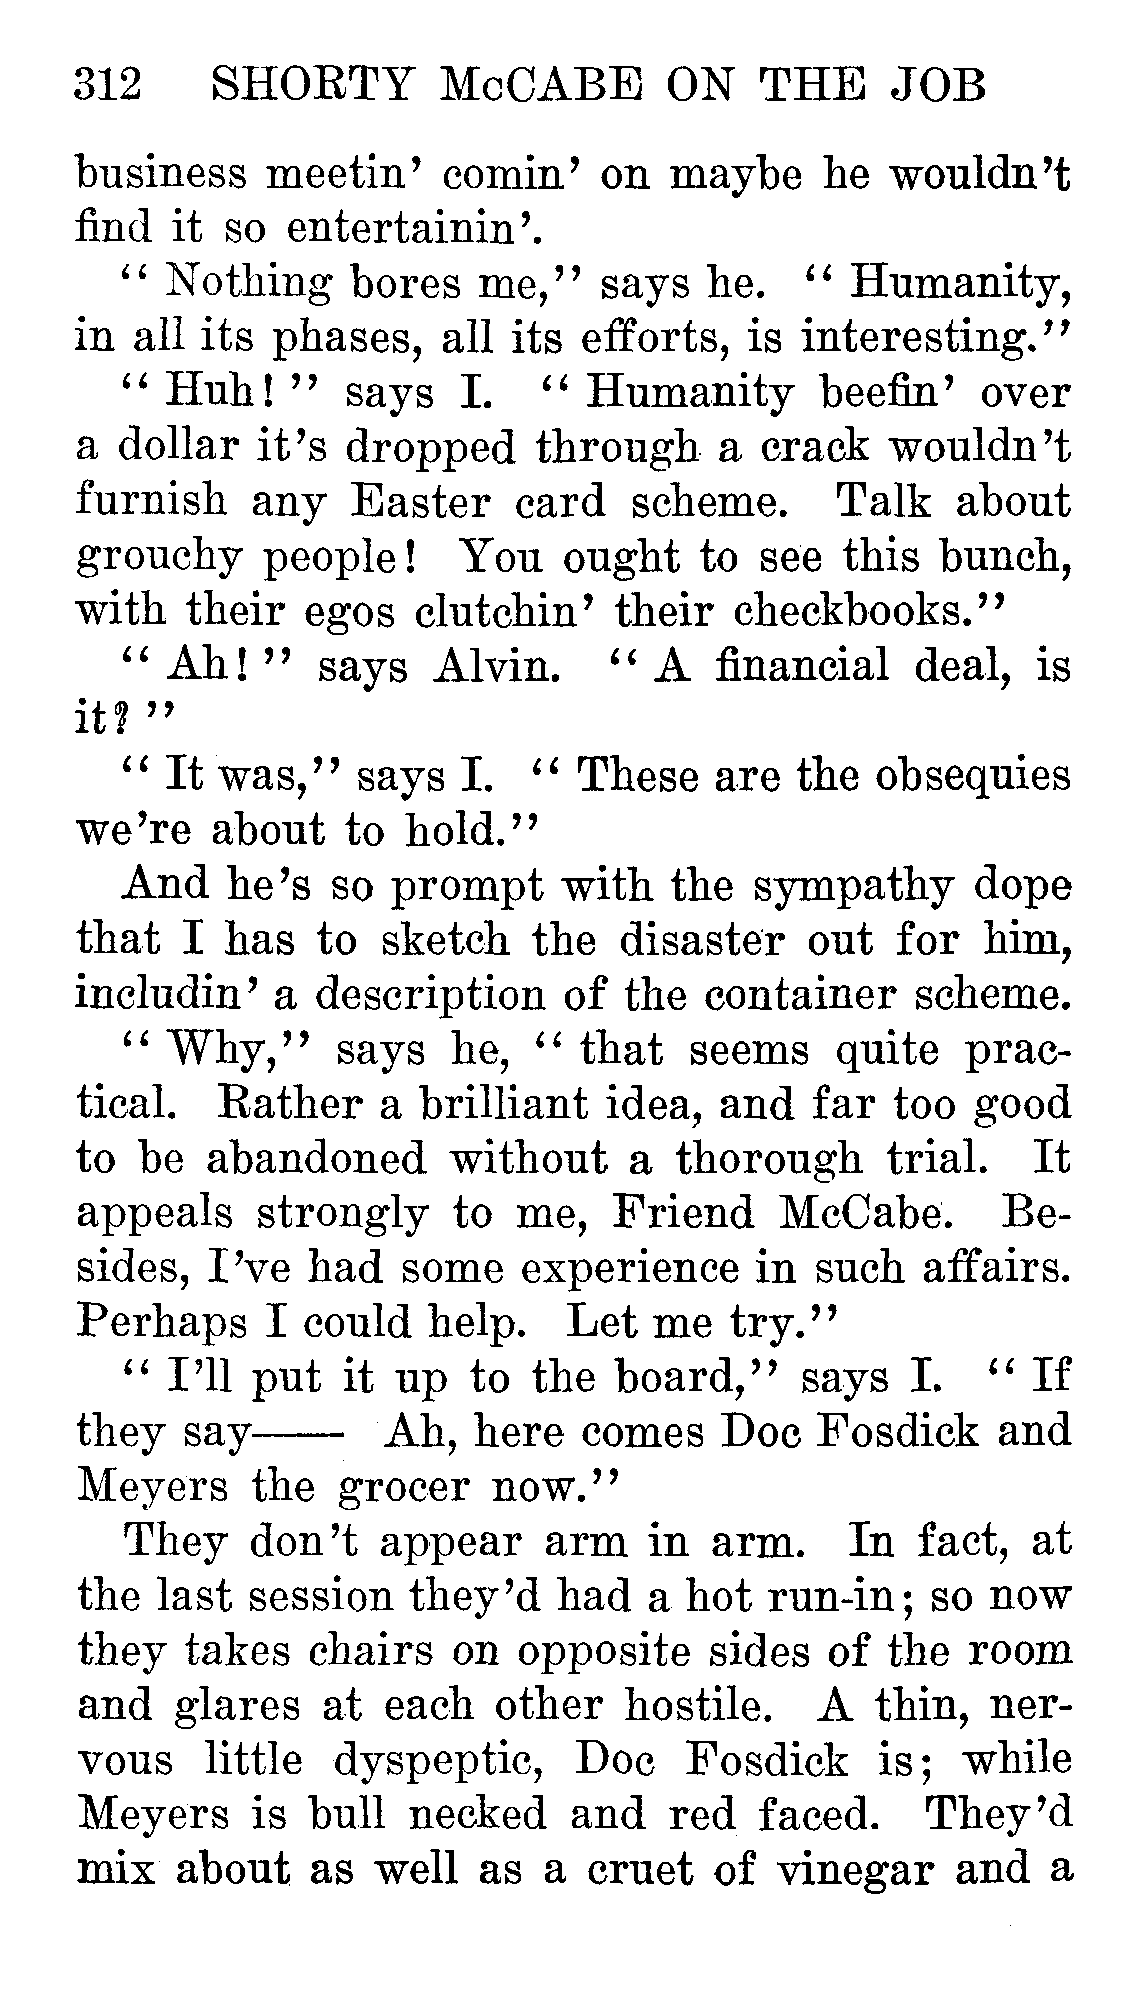 312 SHORTY McCABE ON THE JOB
business meetin’ comin’ on maybe he wouldn’t
find it so entertainin’.
“ Nothing bores me,” says he. “ Humanity,
in all its phases, all its efforts, is interesting.”
“ Huh! ” says I. “ Humanity beefin’ over
a dollar it’s dropped through a crack wouldn’t
furnish any Easter card scheme. Talk about
grouchy people! You ought to see this bunch,
with their egos clutchin’ their checkbooks.”
“ Ah! ” says Alvin. “ A financial deal, is
it? ”
“ It was,” says I. “ These are the obsequies
we’re about to hold.”
And he’s so prompt with the sympathy dope
that I has to sketch the disaster out for him,
includin’ a description of the container scheme.
“ Why,” says he, “ that seems quite prac-
tical. Rather a brilliant idea, and far too good
to be abandoned without a thorough trial. It
appeals strongly to me, Friend McCabe. Be-
sides, I’ve had some experience in such affairs.
Perhaps I could help. Let me try.”
“ I’ll put it up to the board,” says I. “ If
they say—— Ah, here comes Doc Fosdick and
Meyers the grocer now.”
They don’t appear arm in arm. In fact, at
the last session they’d had a hot run-in; so now
they takes chairs on opposite sides of the room
and glares at each other hostile. A thin, ner-
vous little dyspeptic, Doc Fosdick is; while
Meyers is bull necked and red faced. They’d
mix about as well as a cruet of vinegar and a